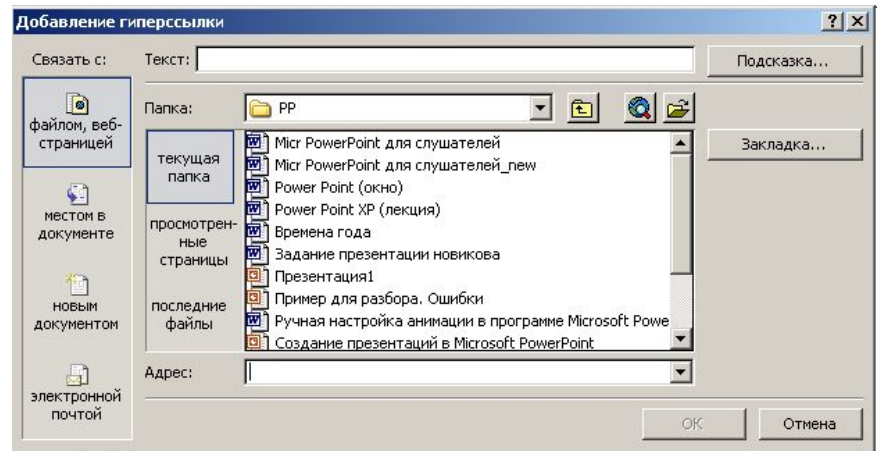 Добавление гиперссылки
Связать с:
Текст:
Подсказка...
файлом, веб-
страницей
местом в
документе
новым
документом
электронной
почтой
Папка:
PP
текущая
папка
просмотрен-
ные
страницы
последние
файлы
Micr PowerPoint для слушателей
Micr PowerPoint для слушателей_new
Power Point (окно)
Power Point XP (лекция)
Времена года
Задание презентации новикова
Презентация1
Пример для разбора. Ошибки
Ручная настройка анимации в программе Microsoft Powe
Создание презентаций в Microsoft PowerPoint
Закладка...
Адрес:
ОК
Отмена